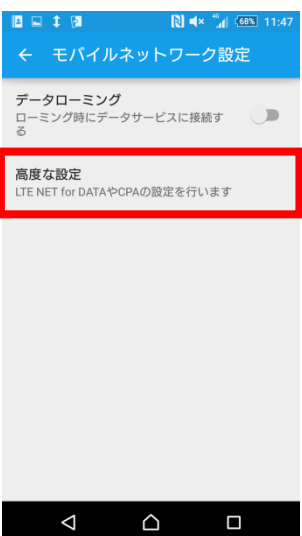 4G 68% 11:47
モバイルネットワーク設定
データローミング
ローミング時にデータサービスに接続す
る
高度な設定
LTE NET for DATAやCPAの設定を行います